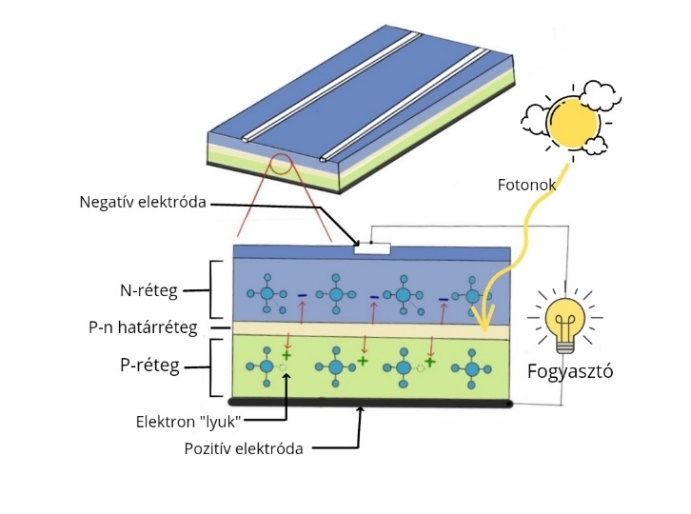 Fotonok
Negatív elektróda
N-réteg
P-n határréteg
P-réteg
Fogyasztó
Elektron "lyuk"
Pozitív elektróda